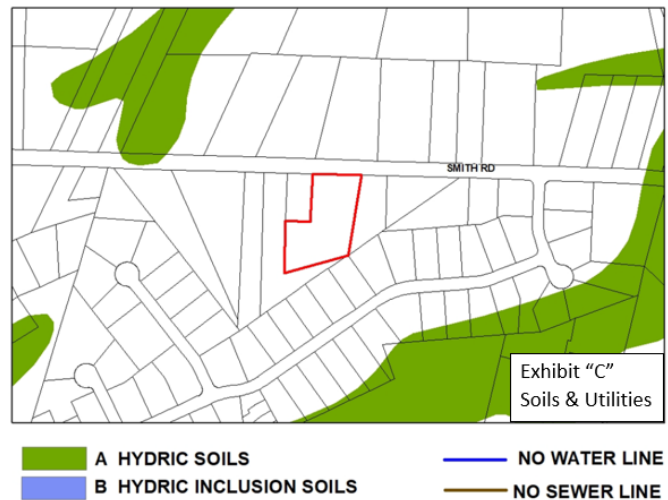 SMITH RD
Exhibit “C”
Soils & Utilities
A HYDRIC SOILS
NO WATER LINE
B HYDRIC INCLUSION SOILS
NO SEWER LINE